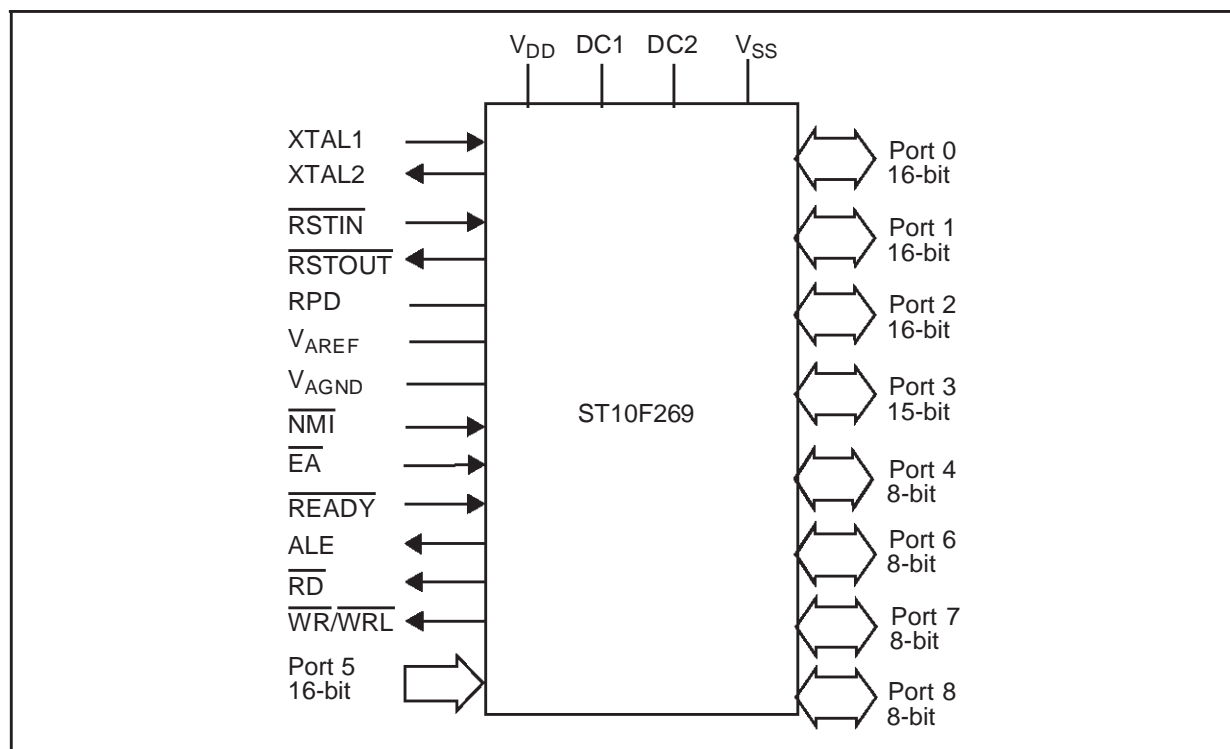 VDD DC1 DC2 VSS
XTAL1
XTAL2
RSTIN
RSTOUT
RPD
VAREF
VAGND
NMI
EA
READY
ALE
RD
WR/WRL
Port 5
16-bit
ST10F269
Port 0
16-bit
Port 1
16-bit
Port 2
16-bit
Port 3
15-bit
Port 4
8-bit
Port 6
8-bit
Port 7
8-bit
Port 8
8-bit